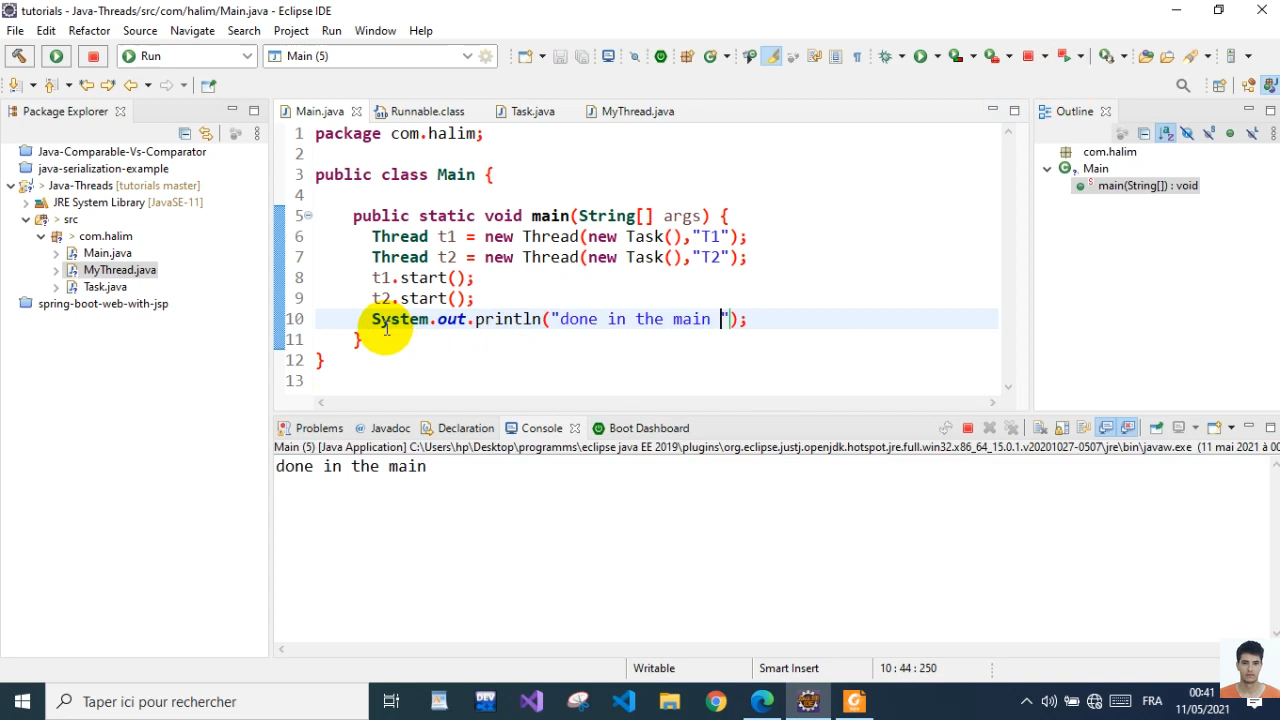 tutorials - Java-Threads/src/com/halim/Main.java - Eclipse IDE
File Edit Refactor Source Navigate Search Project Run Window Help
Run Main (5)
Package Explorer
Java-Comparable-Vs-Comparator
java-serialization-example
> Java-Threads [tutorials master]
JRE System Library [JavaSE-11]
> src
com.halim
Main.java
MyThread.java
Task.java
spring-boot-web-with-jsp
Main.java Runnable.class Task.java MyThread.java
1 package com.halim;
2
3 public class Main {
4
5 public static void main(String[] args) {
6 Thread t1 = new Thread(new Task(),"T1");
7 Thread t2 = new Thread(new Task(),"T2");
8 t1.start();
9 t2.start();
10 System.out.println("done in the main ");
11 }
12 }
13
Outline
com.halim
Main
main(String[]) : void
Problems Javadoc Declaration Console Boot Dashboard
Main (5) [Java Application] C:\Users\hp\Desktop\programms\eclipse java EE 2019\plugins\org.eclipse.justj.openjdk.hotspot.jre.full.win32.x86_64_15.0.1.v20201027-0507\jre\bin\javaw.exe (11 mai 2021 à 00
done in the main
Writable Smart Insert 10 : 44 : 250
Taper ici pour rechercher
FRA
00:41
11/05/2021